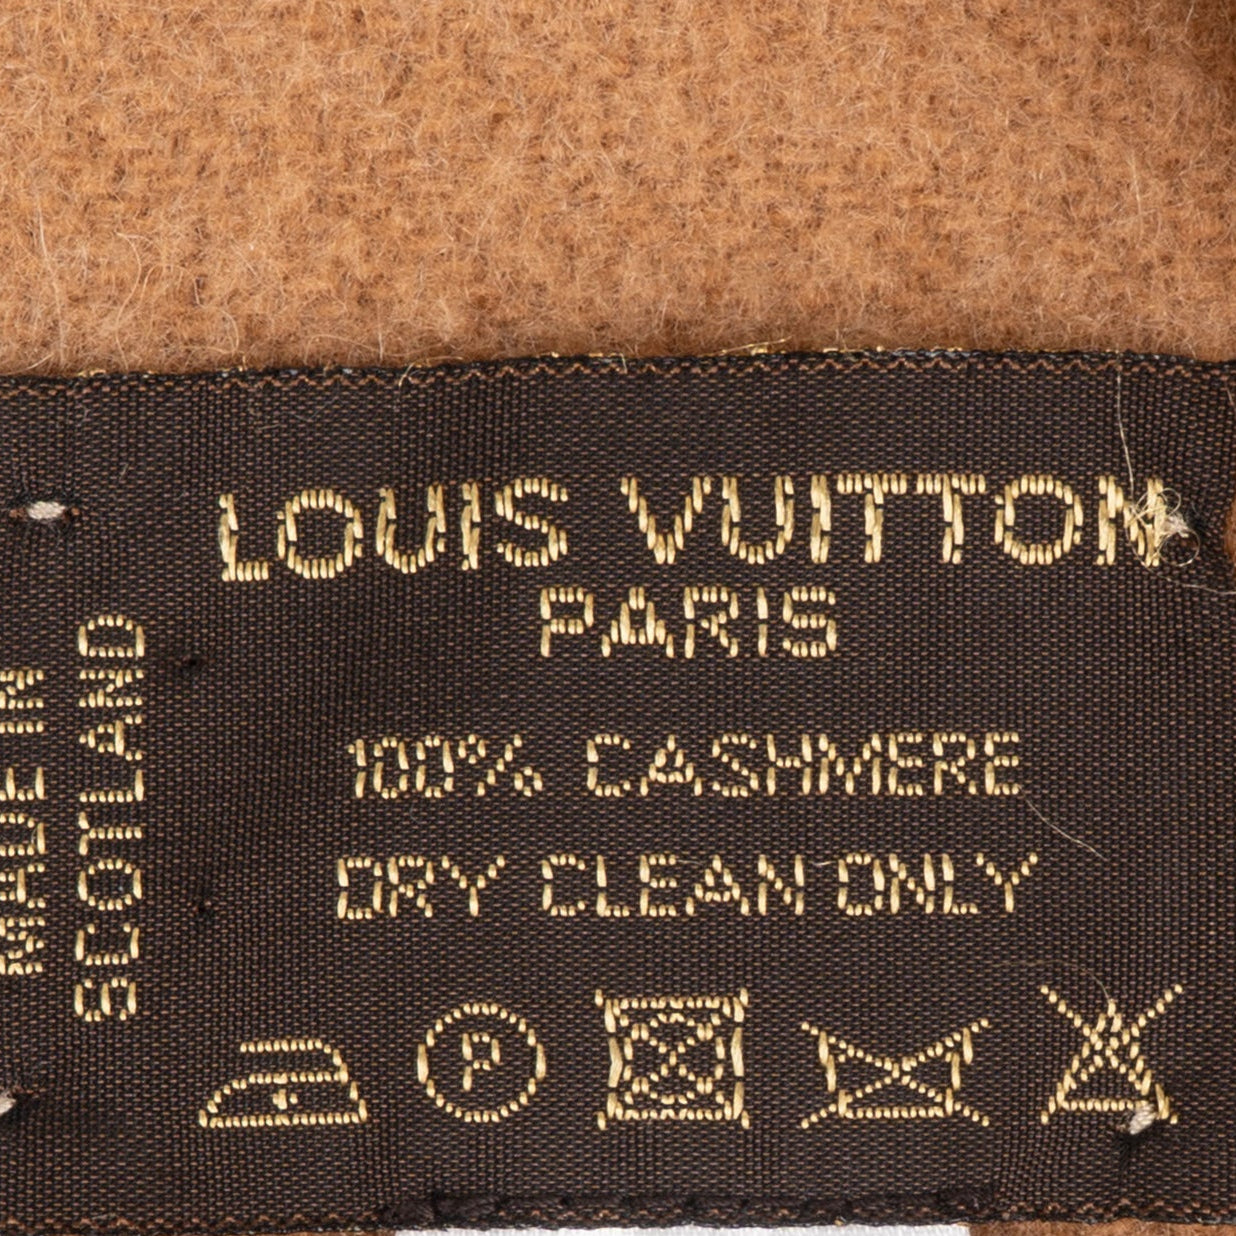 LOUIS VUITTON
PARIS
100% CASHMERE
DRY CLEAN ONLY
P
MADE IN
SCOTLAND